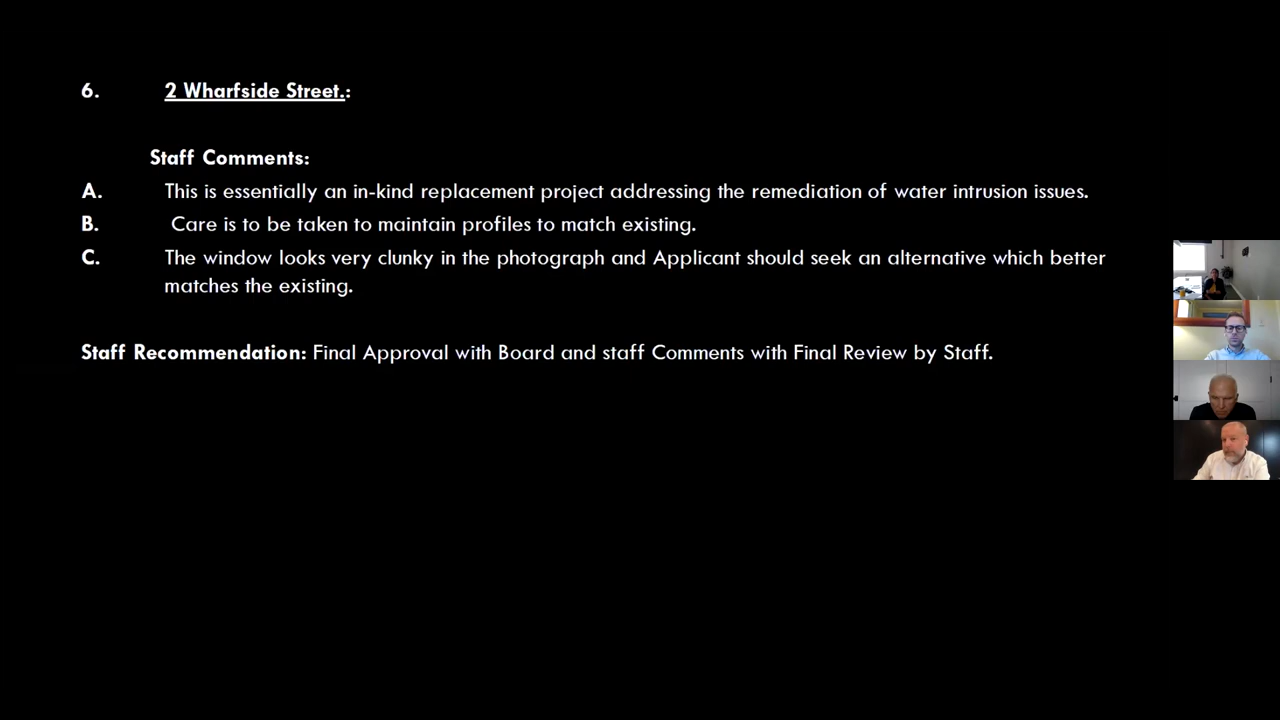 6. 2 Wharfside Street.:
Staff Comments:
A. This is essentially an in-kind replacement project addressing the remediation of water intrusion issues.
B. Care is to be taken to maintain profiles to match existing.
C. The window looks very clunky in the photograph and Applicant should seek an alternative which better
matches the existing.
Staff Recommendation: Final Approval with Board and staff Comments with Final Review by Staff.